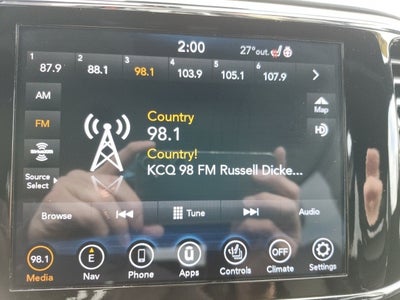 2:00 27°out.
1 2 3 4 5 6
87.9 88.1 98.1 103.9 105.1 107.9
AM
FM
Country
98.1
Country!
KCQ 98 FM Russell Dicke...
Map
HD
Source
Select
Browse Tune Audio
98.1 E OFF
Media Nav Phone Apps Controls Climate Settings